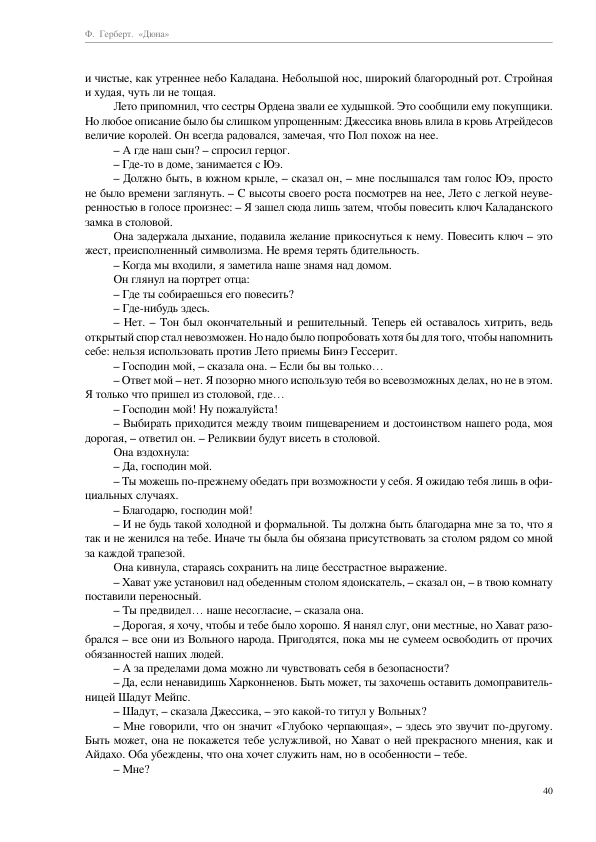 Ф. Герберт. «Дюна»
и чистые, как утреннее небо Каладана. Небольшой нос, широкий благородный рот. Стройная
и худая, чуть ли не тощая.
Лето припомнил, что сестры Ордена звали ее худышкой. Это сообщили ему покупщики.
Но любое описание было бы слишком упрощенным: Джессика вновь влила в кровь Атрейдесов
величие королей. Он всегда радовался, замечая, что Пол похож на нее.
– А где наш сын? – спросил герцог.
– Где-то в доме, занимается с Юэ.
– Должно быть, в южном крыле, – сказал он, – мне послышался там голос Юэ, просто
не было времени заглянуть. – С высоты своего роста посмотрев на нее, Лето с легкой неуве-
ренностью в голосе произнес: – Я зашел сюда лишь затем, чтобы повесить ключ Каладанского
замка в столовой.
Она задержала дыхание, подавила желание прикоснуться к нему. Повесить ключ – это
жест, преисполненный символизма. Не время терять бдительность.
– Когда мы входили, я заметила наше знамя над домом.
Он глянул на портрет отца:
– Где ты собираешься его повесить?
– Где-нибудь здесь.
– Нет. – Тон был окончательный и решительный. Теперь ей оставалось хитрить, ведь
открытый спор стал невозможен. Но надо было попробовать хотя бы для того, чтобы напомнить
себе: нельзя использовать против Лето приемы Бинэ Гессерит.
– Господин мой, – сказала она. – Если бы вы только…
– Ответ мой – нет. Я позорно много использую тебя во всевозможных делах, но не в этом.
Я только что пришел из столовой, где…
– Господин мой! Ну пожалуйста!
– Выбирать приходится между твоим пищеварением и достоинством нашего рода, моя
дорогая, – ответил он. – Реликвии будут висеть в столовой.
Она вздохнула:
– Да, господин мой.
– Ты можешь по-прежнему обедать при возможности у себя. Я ожидаю тебя лишь в офи-
циальных случаях.
– Благодарю, господин мой!
– И не будь такой холодной и формальной. Ты должна быть благодарна мне за то, что я
так и не женился на тебе. Иначе ты была бы обязана присутствовать за столом рядом со мной
за каждой трапезой.
Она кивнула, стараясь сохранить на лице бесстрастное выражение.
– Хават уже установил над обеденным столом ядоискатель, – сказал он, – в твою комнату
поставили переносный.
– Ты предвидел… наше несогласие, – сказала она.
– Дорогая, я хочу, чтобы и тебе было хорошо. Я нанял слуг, они местные, но Хават разо-
брался – все они из Вольного народа. Пригодятся, пока мы не сумеем освободить от прочих
обязанностей наших людей.
– А за пределами дома можно ли чувствовать себя в безопасности?
– Да, если ненавидишь Харконненов. Быть может, ты захочешь оставить домоправитель-
ницей Шадут Мейпс.
– Шадут, – сказала Джессика, – это какой-то титул у Вольных?
– Мне говорили, что он значит «Глубоко черпающая», – здесь это звучит по-другому.
Быть может, она не покажется тебе услужливой, но Хават о ней прекрасного мнения, как и
Айдахо. Оба убеждены, что она хочет служить нам, но в особенности – тебе.
– Мне?
40